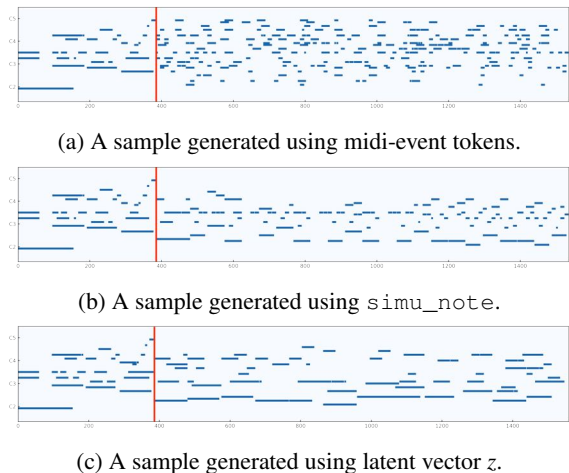 C5
C4
C3
C2
0 200 400 600 800 1000 1200 1400
(a) A sample generated using midi-event tokens.
C5
C4
C3
C2
0 200 400 600 800 1000 1200 1400
(b) A sample generated using simu_note.
C5
C4
C3
C2
0 200 400 600 800 1000 1200 1400
(c) A sample generated using latent vector z.